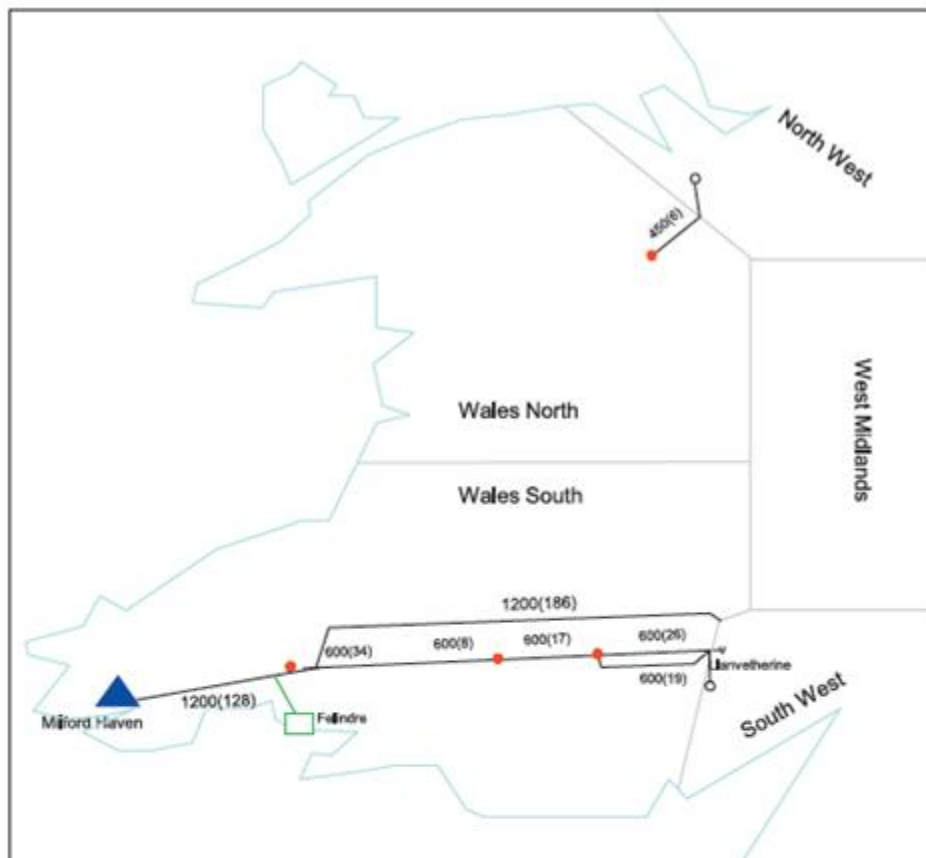 North West
450(6)
West Midlands
Wales North
Wales South
1200(186)
600(34)
600(8)
600(17)
600(26)
Llanvetherine
600(19)
1200(128)
Milford Haven
Felindre
South West